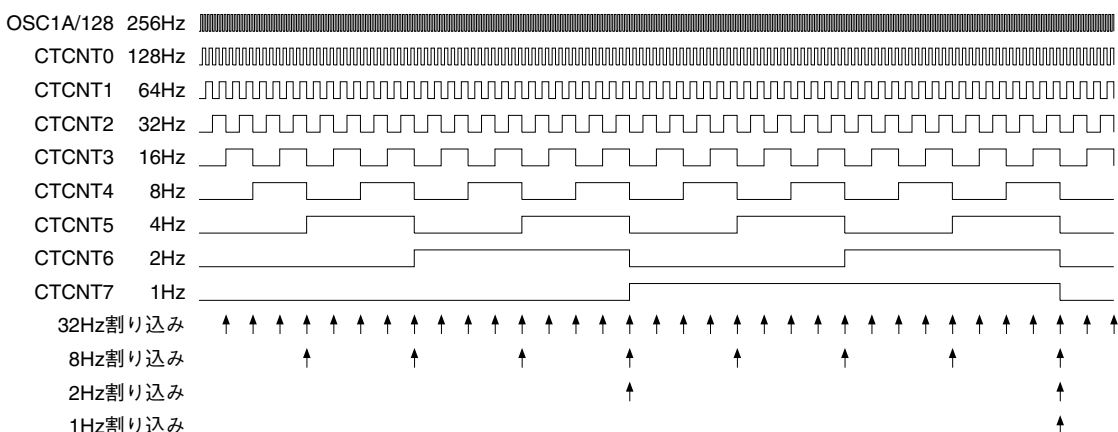 OSC1A/128 256Hz
CTCNT0 128Hz
CTCNT1 64Hz
CTCNT2 32Hz
CTCNT3 16Hz
CTCNT4 8Hz
CTCNT5 4Hz
CTCNT6 2Hz
CTCNT7 1Hz
32Hz割り込み
8Hz割り込み
2Hz割り込み
1Hz割り込み